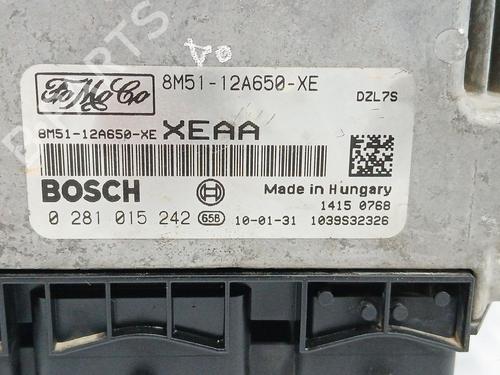 FoMoCo
8M51-12A650-XE
DZL7S
8M51-12A650-XE XEAA
BOSCH
Made in Hungary
1415 0768
0 281 015 242 658 10-01-31 1039S32326